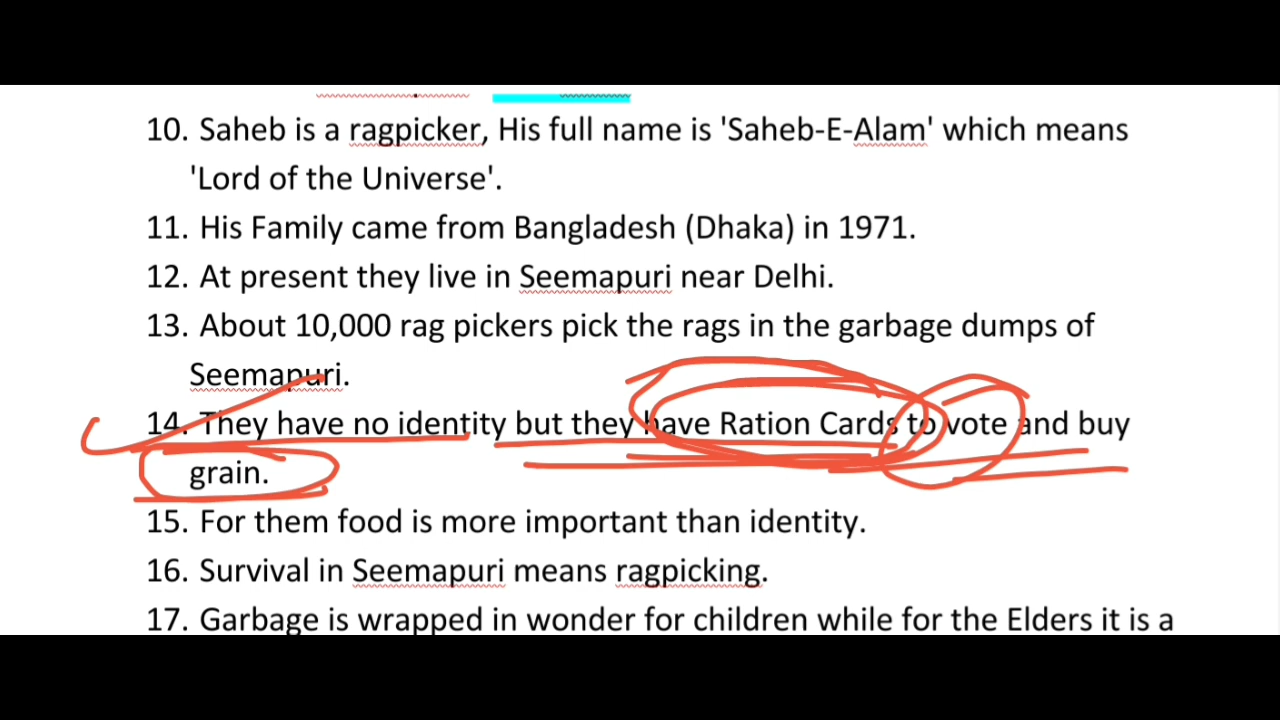 10. Saheb is a ragpicker, His full name is 'Saheb-E-Alam' which means
'Lord of the Universe'.
11. His Family came from Bangladesh (Dhaka) in 1971.
12. At present they live in Seemapuri near Delhi.
13. About 10,000 rag pickers pick the rags in the garbage dumps of
Seemapuri.
14. They have no identity but they have Ration Cards to vote and buy
grain.
15. For them food is more important than identity.
16. Survival in Seemapuri means ragpicking.
17. Garbage is wrapped in wonder for children while for the Elders it is a